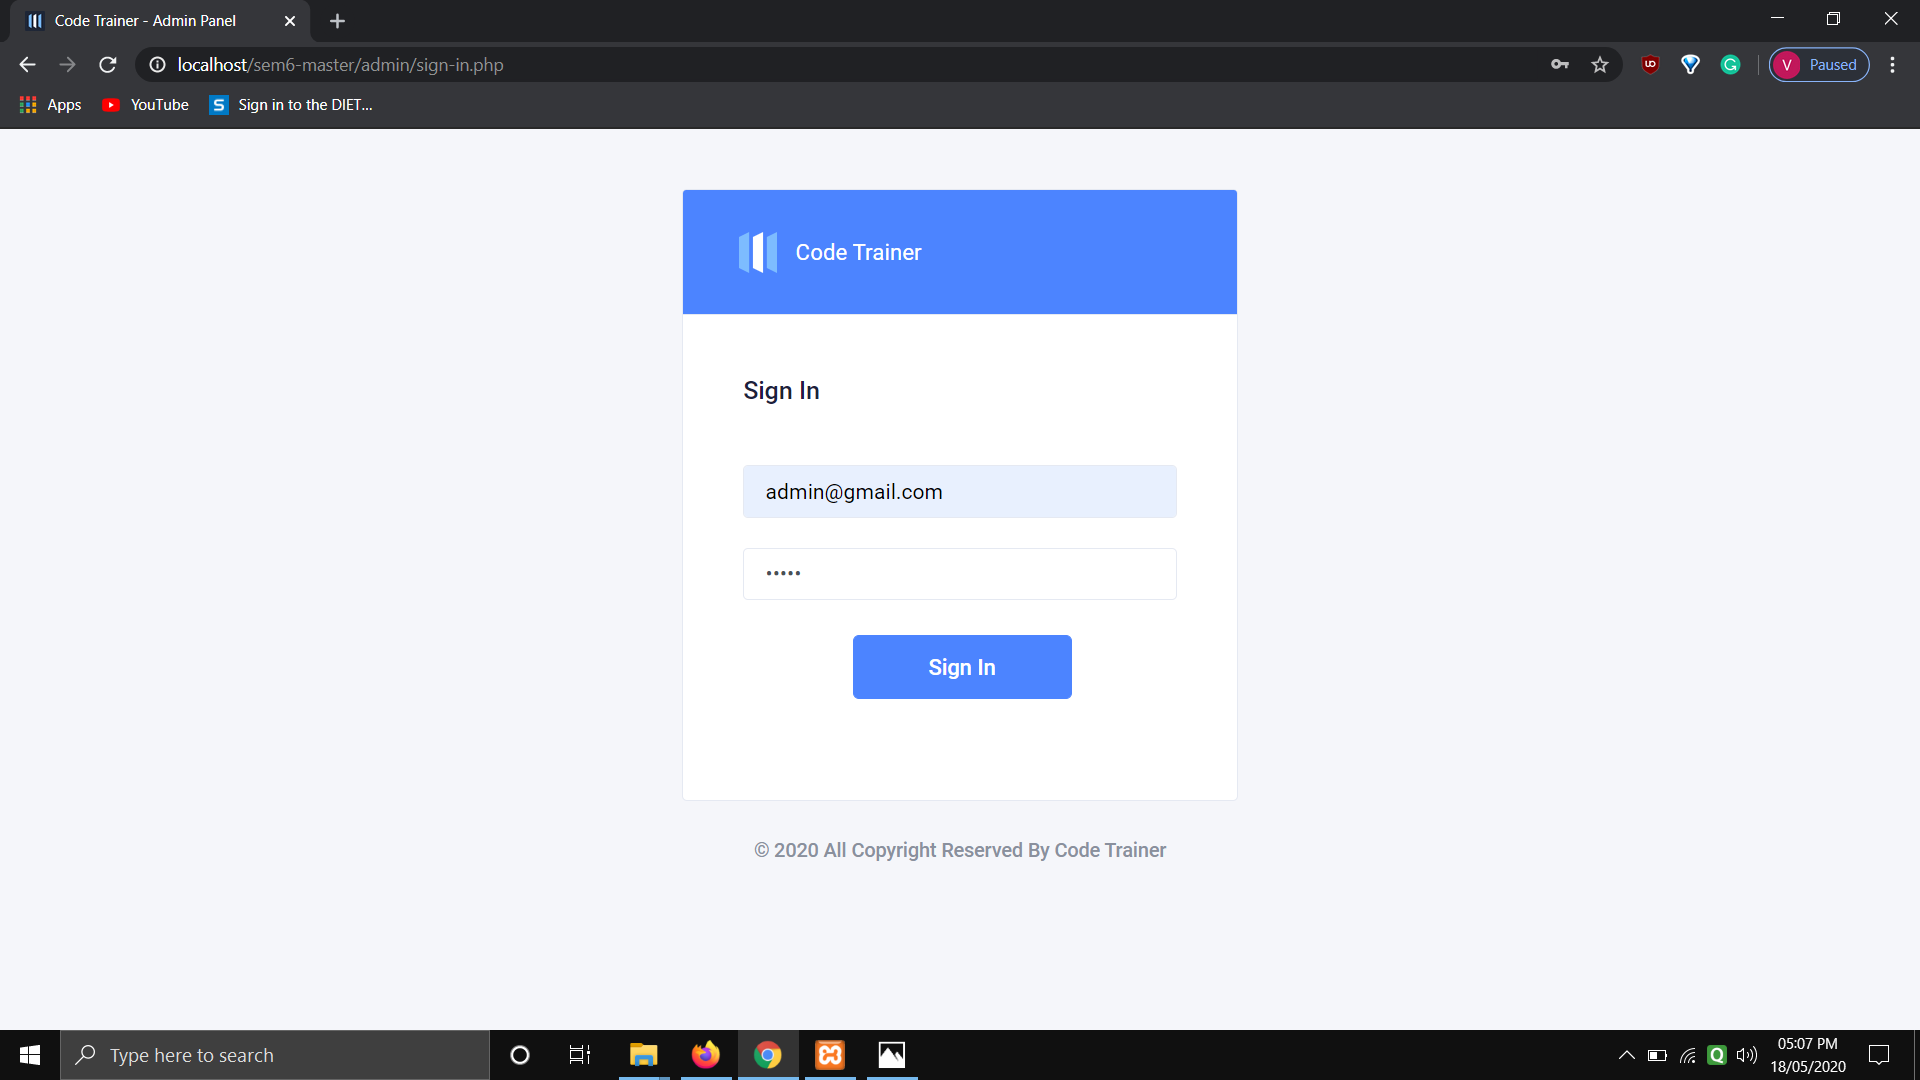 Code Trainer - Admin Panel
localhost/sem6-master/admin/sign-in.php
V Paused
Apps
YouTube
S Sign in to the DIET...
Code Trainer
Sign In
admin@gmail.com
•••••
Sign In
© 2020 All Copyright Reserved By Code Trainer
Type here to search
05:07 PM
18/05/2020